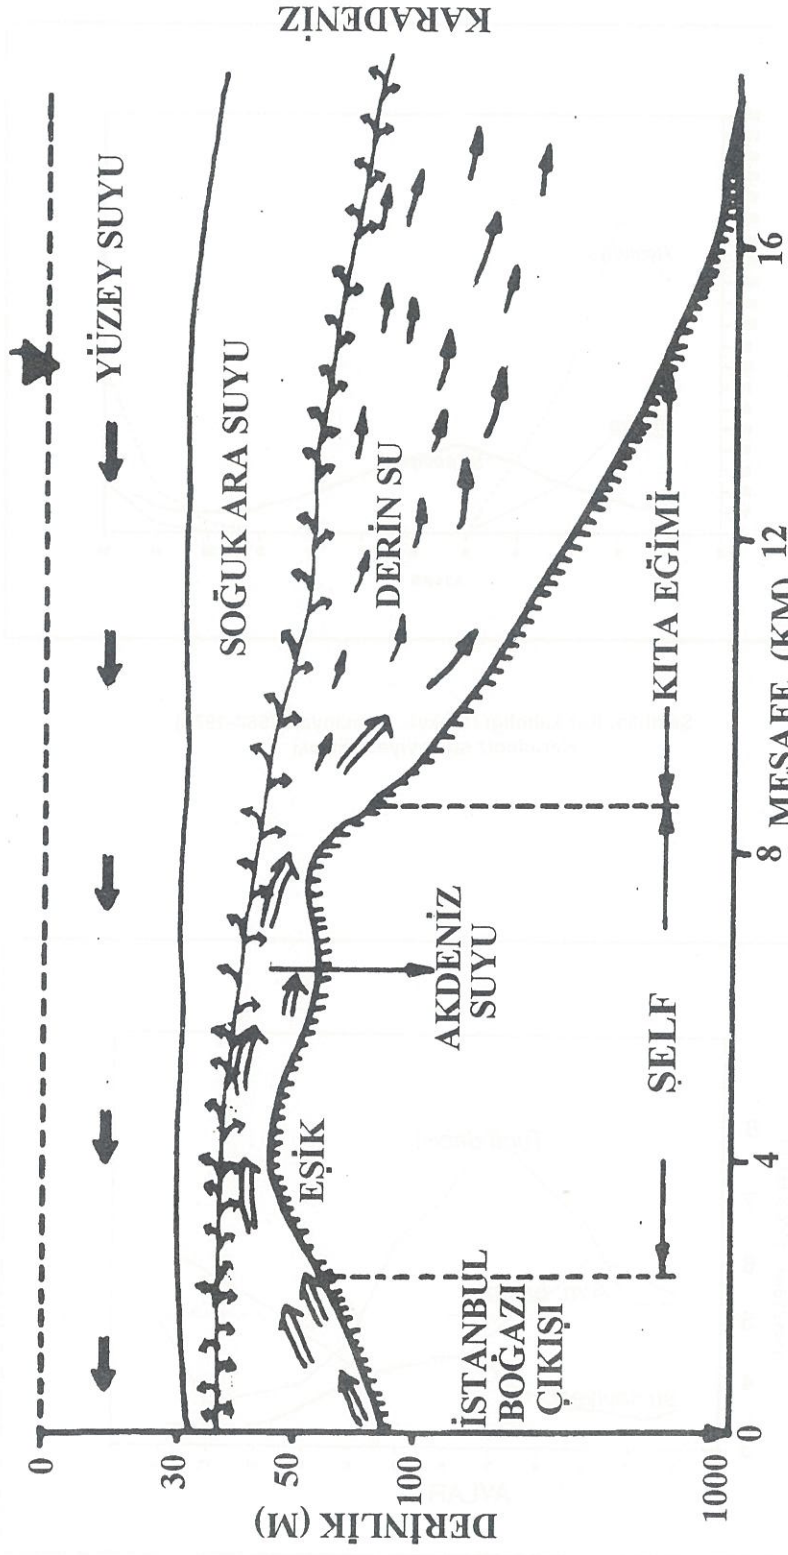 KARADENİZ
YÜZEY SUYU
SOĞUK ARA SUYU
DERİN SU
AKDENİZ
SUYU
EŞİK
İSTANBUL
BOĞAZI
ÇIKIŞI
ŞELF
KITA EĞİMİ
DERİNLİK (M)
0
30
50
100
1000
0
4
8
12
16
MESAFE (KM)